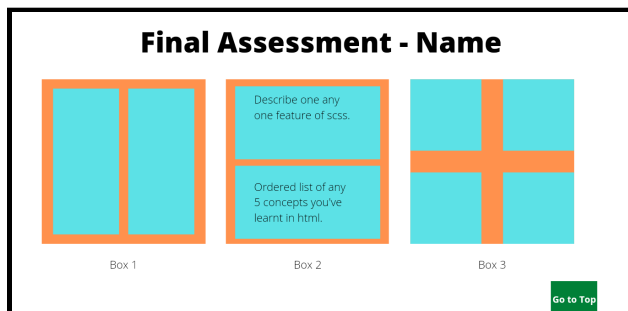 Final Assessment - Name
Describe one any
one feature of scss.
Ordered list of any
5 concepts you've
learnt in html.
Box 1
Box 2
Box 3
Go to Top